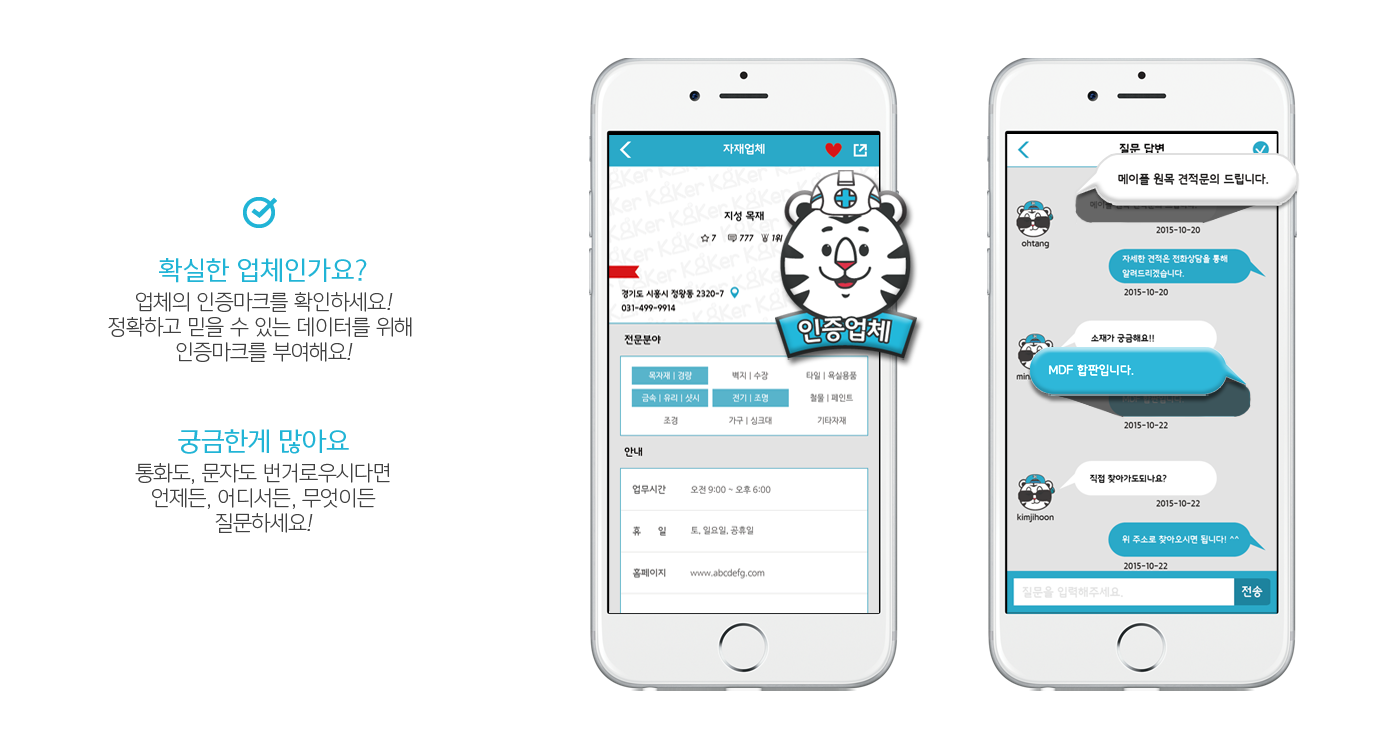 확실한 업체인가요?
업체의 인증마크를 확인하세요!
정확하고 믿을 수 있는 데이터를 위해
인증마크를 부여해요!
궁금한게 많아요
통화도, 문자도 번거로우시다면
언제든, 어디서든, 무엇이든
질문하세요!
자재업체
지성 목재
7 777 1위
경기도 시흥시 정왕동 2320-7
031-499-9914
인증업체
전문분야
목자재 | 경량 벽지 | 수장 타일 | 욕실용품
금속 | 유리 | 샷시 전기 | 조명 철물 | 페인트
조경 가구 | 싱크대 기타자재
안내
업무시간 오전 9:00 ~ 오후 6:00
휴 일 토, 일요일, 공휴일
홈페이지 www.abcdefg.com
질문 답변
메이플 원목 견적문의 드립니다.
ohtang
2015-10-20
자세한 견적은 전화상담을 통해
알려드리겠습니다.
2015-10-20
소재가 궁금해요!!
MDF 합판입니다.
2015-10-22
직접 찾아가도되나요?
kimjihoon
2015-10-22
위 주소로 찾아오시면 됩니다! ^^
2015-10-22
질문을 입력해주세요.
전송